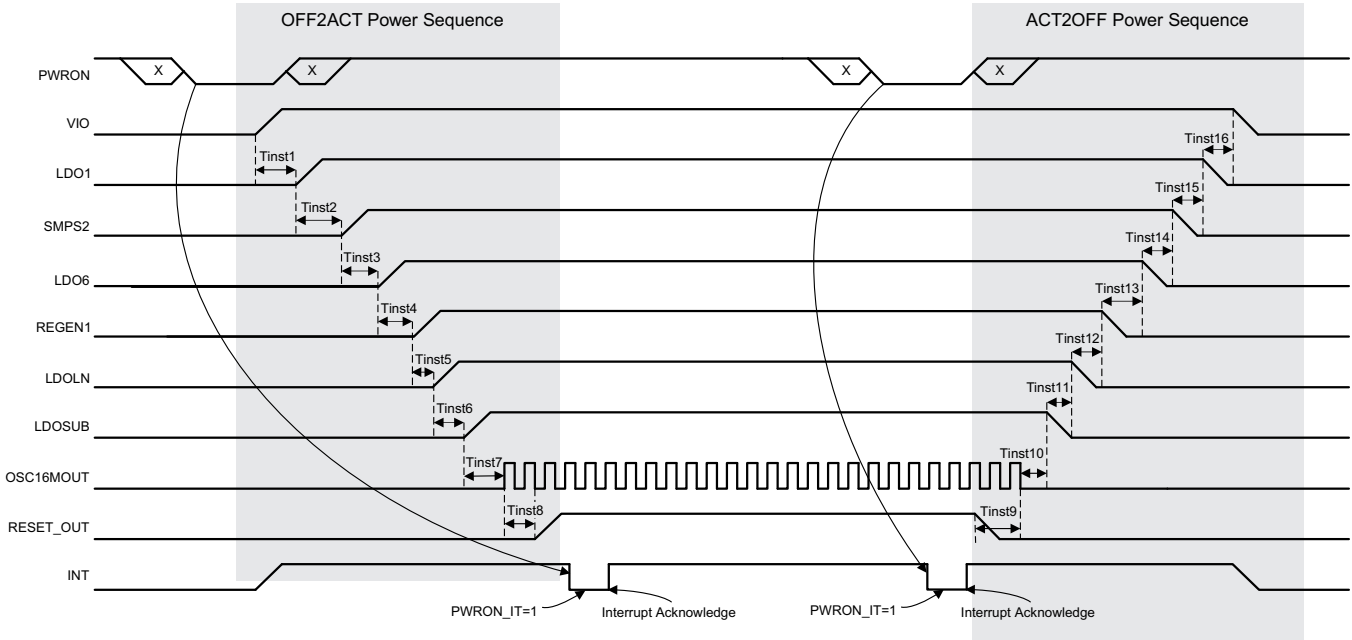 OFF2ACT Power Sequence
ACT2OFF Power Sequence
PWRON
X
X
X
X
VIO
Tinst1
Tinst16
LDO1
Tinst2
Tinst15
SMPS2
Tinst3
Tinst14
LDO6
Tinst4
Tinst13
REGEN1
Tinst5
Tinst12
LDOLN
Tinst6
Tinst11
LDOSUB
Tinst7
Tinst10
OSC16MOUT
Tinst8
Tinst9
RESET_OUT
INT
PWRON_IT=1
Interrupt Acknowledge
PWRON_IT=1
Interrupt Acknowledge